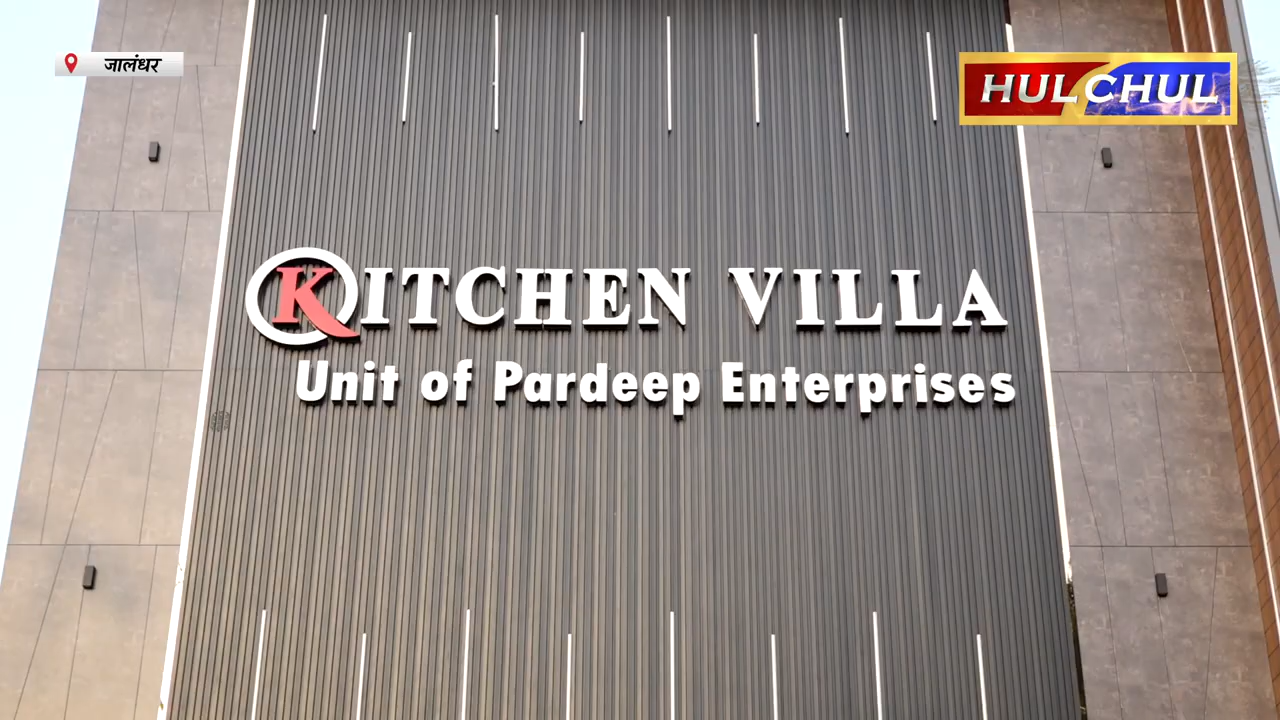 जालंधर
HULCHUL
KITCHEN VILLA
Unit of Pardeep Enterprises